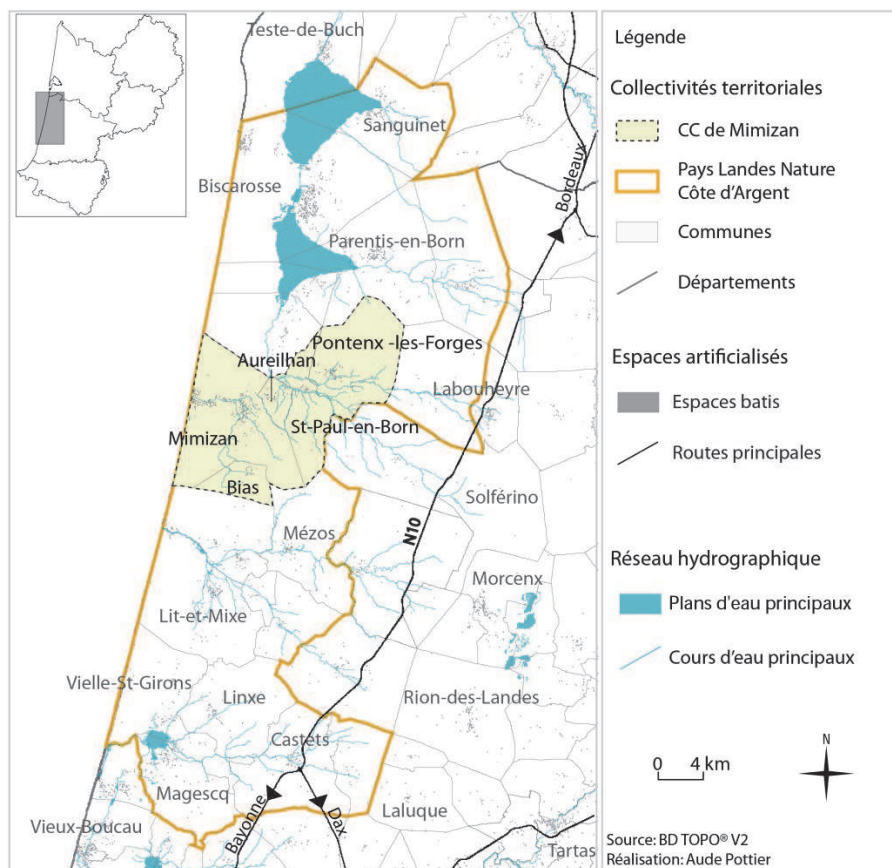 Teste-de-Buch
Sanguinet
Biscarosse
Bordeaux
Parentis-en-Born
Pontenx -les-Forges
Aureilhan
Labouheyre
St-Paul-en-Born
Mimizan
Bias
Solférino
Mézos
N10
Morcenx
Lit-et-Mixe
Vielle-St-Girons
Linxe
Rion-des-Landes
Castets
Magescq
Bayonne
Dax
Laluque
Vieux-Boucau
Tartas
Légende
Collectivités territoriales
CC de Mimizan
Pays Landes Nature
Côte d'Argent
Communes
Départements
Espaces artificialisés
Espaces batis
Routes principales
Réseau hydrographique
Plans d'eau principaux
Cours d'eau principaux
0 4 km
N
Source: BD TOPO® V2
Réalisation: Aude Pottier